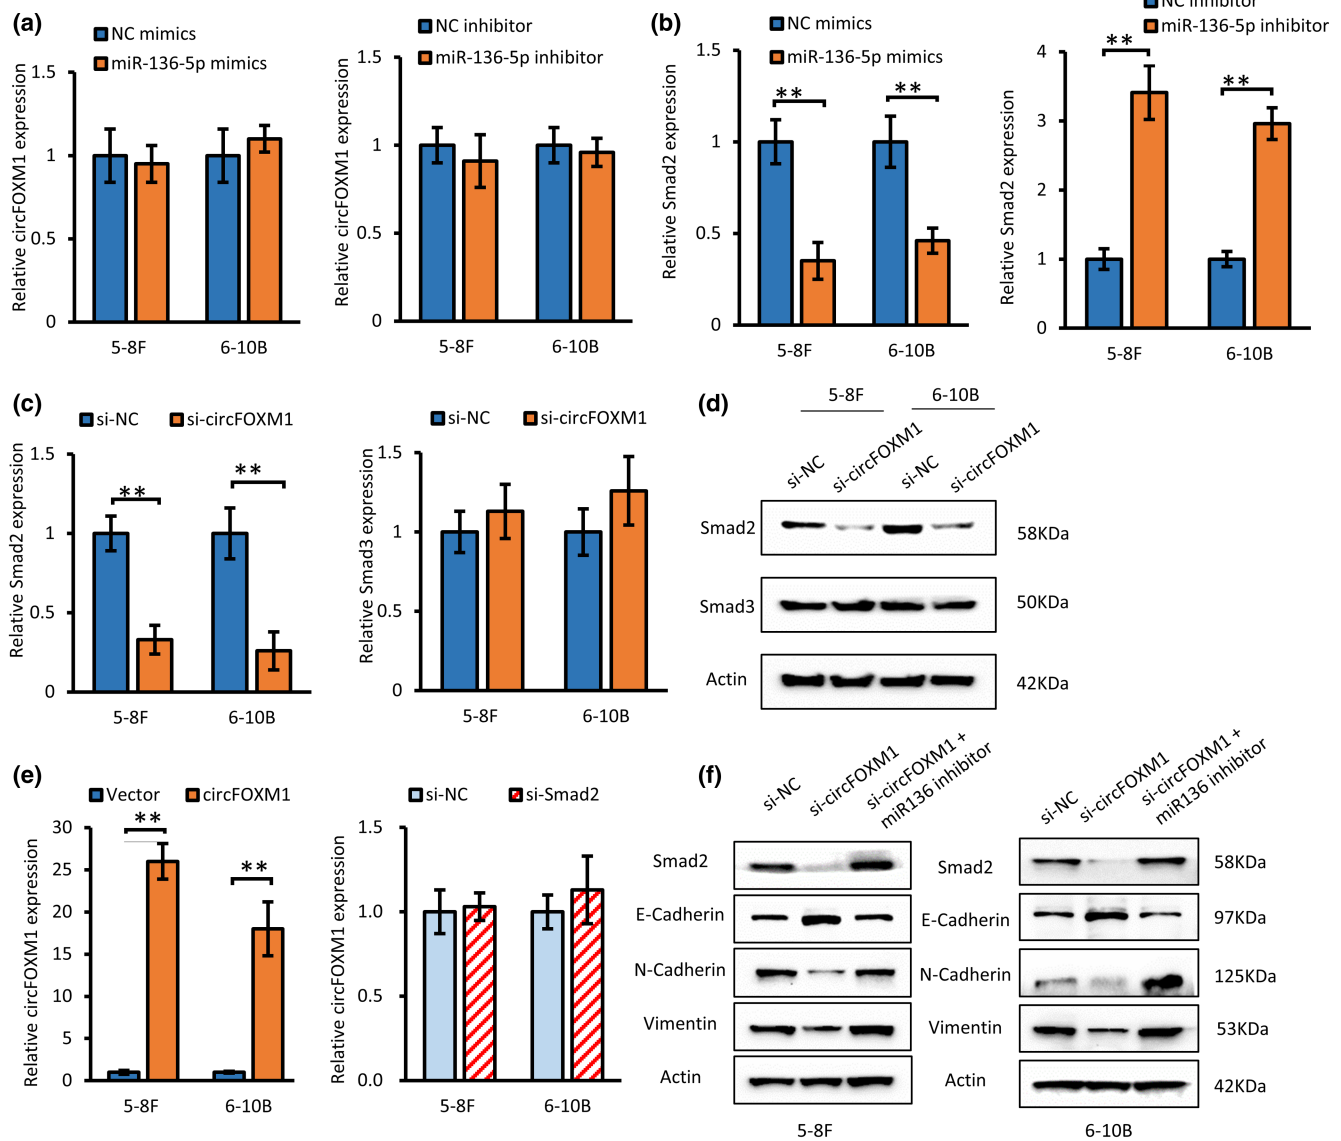 (a)
NC mimics
miR-136-5p mimics
Relative circFOXM1 expression
1.5
1
0.5
0
5-8F
6-10B
NC inhibitor
miR-136-5p inhibitor
Relative circFOXM1 expression
1.5
1
0.5
0
5-8F
6-10B
(b)
NC mimics
miR-136-5p mimics
Relative Smad2 expression
1.5
1
0.5
0
**
**
5-8F
6-10B
NC inhibitor
miR-136-5p inhibitor
Relative Smad2 expression
4
3
2
1
0
**
**
5-8F
6-10B
(c)
si-NC
si-circFOXM1
Relative Smad2 expression
1.5
1
0.5
0
**
**
5-8F
6-10B
si-NC
si-circFOXM1
Relative Smad3 expression
1.5
1
0.5
0
5-8F
6-10B
(d)
5-8F
6-10B
si-NC
si-circFOXM1
si-NC
si-circFOXM1
Smad2
58KDa
Smad3
50KDa
Actin
42KDa
(e)
Vector
circFOXM1
Relative circFOXM1 expression
30
25
20
15
10
5
0
**
**
5-8F
6-10B
si-NC
si-Smad2
Relative circFOXM1 expression
1.5
1.0
0.5
0.0
5-8F
6-10B
(f)
si-NC
si-circFOXM1
si-circFOXM1 +
miR136 inhibitor
Smad2
E-Cadherin
N-Cadherin
Vimentin
Actin
5-8F
si-NC
si-circFOXM1
si-circFOXM1 +
miR136 inhibitor
Smad2
58KDa
E-Cadherin
97KDa
N-Cadherin
125KDa
Vimentin
53KDa
Actin
42KDa
6-10B